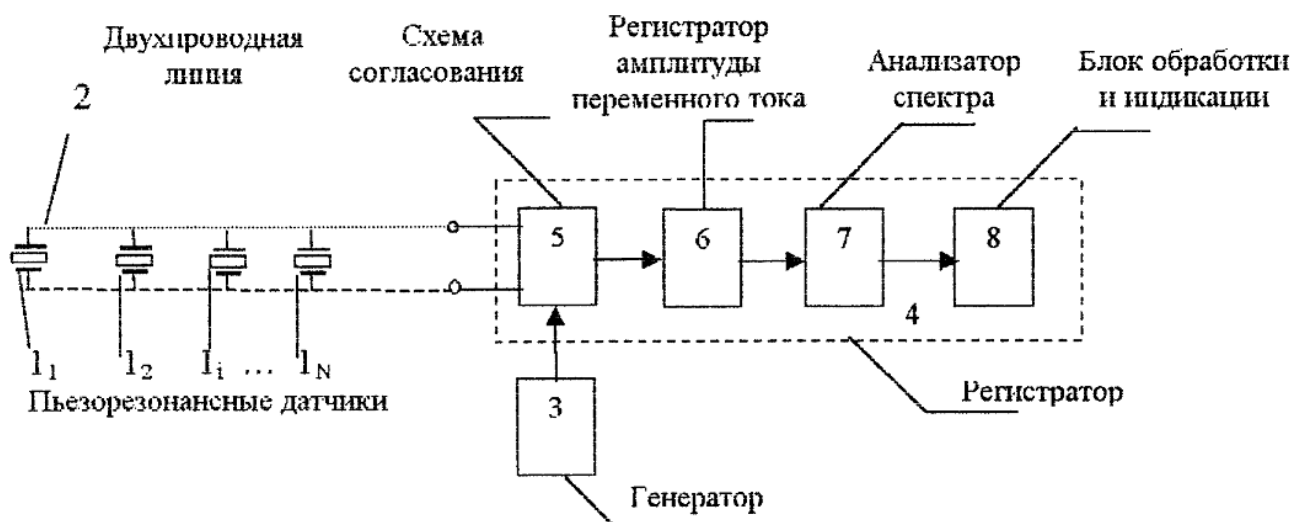 Двухпроводная
линия
Схема
согласования
Регистратор
амплитуды
переменного тока
Анализатор
спектра
Блок обработки
и индикации
2
5
6
7
8
4
1₁ 1₂ 1ᵢ ... 1_N
Пьезорезонансные датчики
3
Регистратор
Генератор